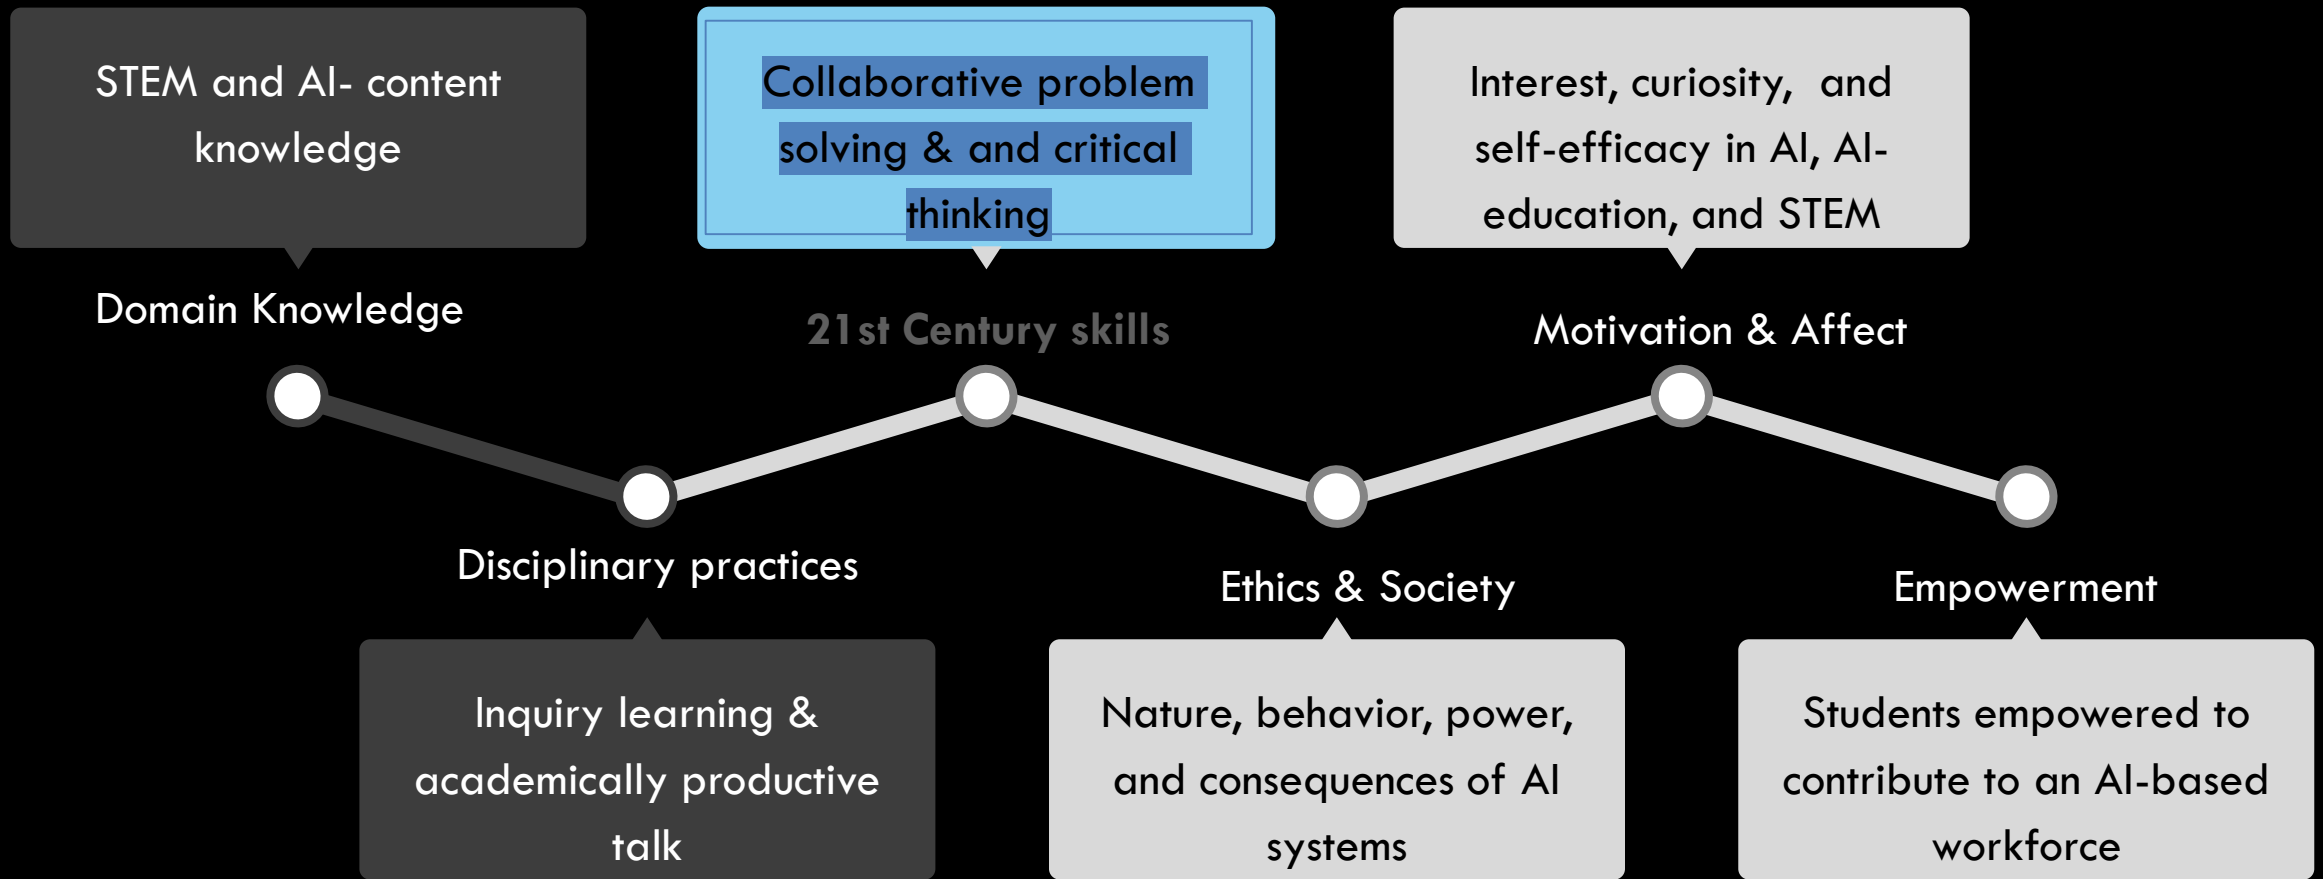 STEM and AI- content
knowledge
Domain Knowledge
Disciplinary practices
Inquiry learning &
academically productive
talk
Collaborative problem
solving & and critical
thinking
21st Century skills
Ethics & Society
Nature, behavior, power,
and consequences of AI
systems
Interest, curiosity,  and
self-efficacy in AI, AI-
education, and STEM
Motivation & Affect
Empowerment
Students empowered to
contribute to an AI-based
workforce